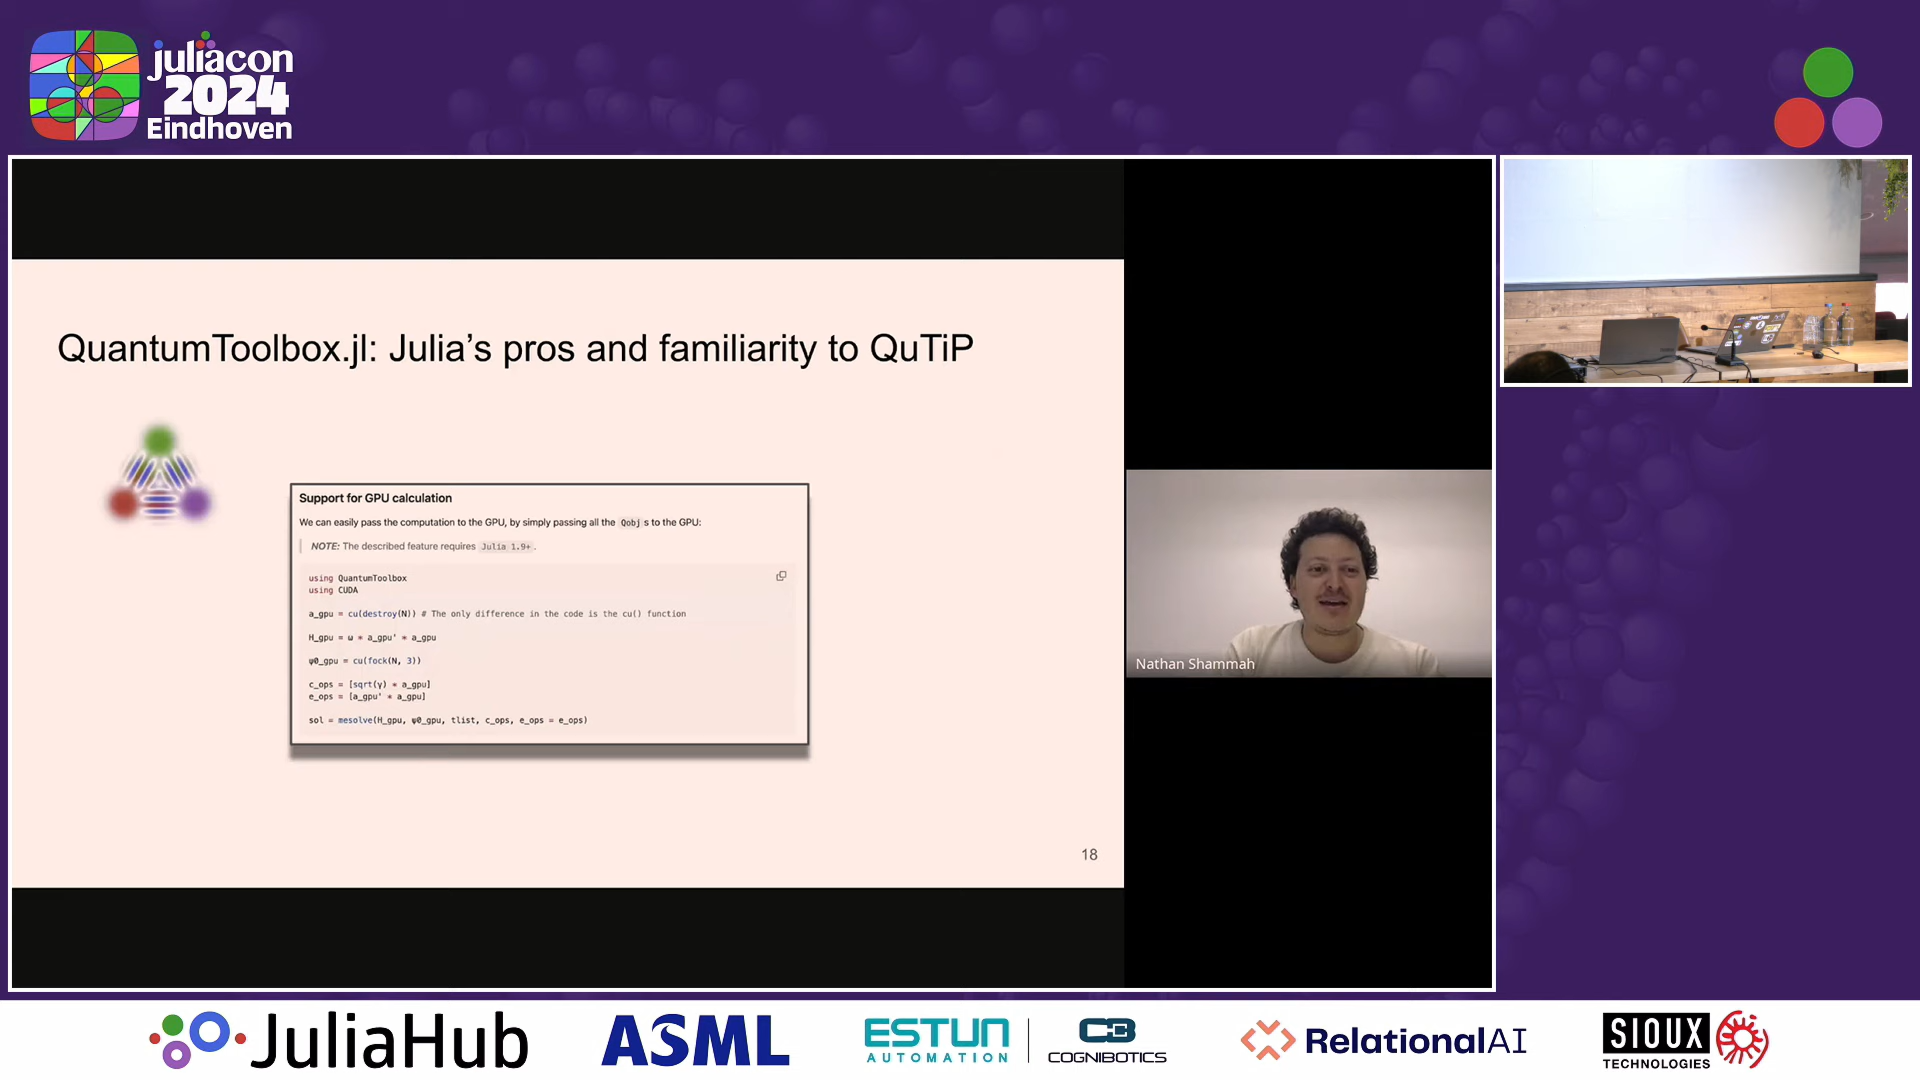 juliacon
2024
Eindhoven
QuantumToolbox.jl: Julia's pros and familiarity to QuTiP
Support for GPU calculation
We can easily pass the computation to the GPU, by simply passing all the Qobj s to the GPU:
NOTE: The described feature requires Julia 1.9+.
using QuantumToolbox
using CUDA
a_gpu = cu(destroy(N)) # The only difference in the code is the cu() function
H_gpu = ω * a_gpu' * a_gpu
ψ0_gpu = cu(fock(N, 3))
c_ops = [sqrt(γ) * a_gpu]
e_ops = [a_gpu' * a_gpu]
sol = mesolve(H_gpu, ψ0_gpu, tlist, c_ops, e_ops = e_ops)
18
Nathan Shammah
JuliaHub
ASML
ESTUN
AUTOMATION
COGNIBOTICS
RelationalAI
SIOUX
TECHNOLOGIES